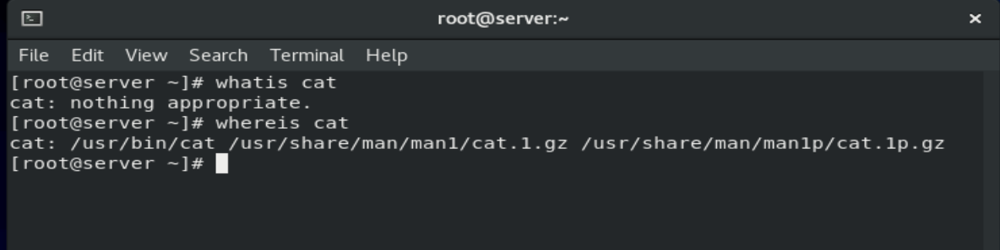 root@server:~
File Edit View Search Terminal Help
[root@server ~]# whatis cat
cat: nothing appropriate.
[root@server ~]# whereis cat
cat: /usr/bin/cat /usr/share/man/man1/cat.1.gz /usr/share/man/man1p/cat.1p.gz
[root@server ~]#